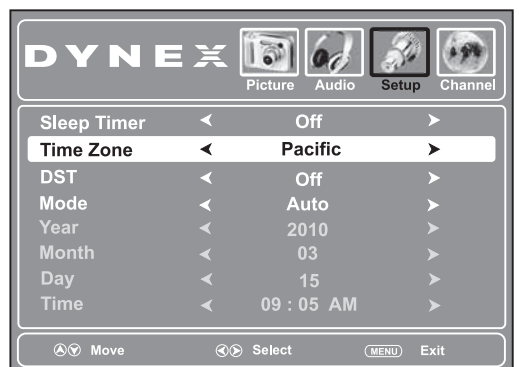 DYNEX
Picture Audio Setup Channel
Sleep Timer Off
Time Zone Pacific
DST Off
Mode Auto
Year 2010
Month 03
Day 15
Time 09 : 05 AM
Move Select MENU Exit